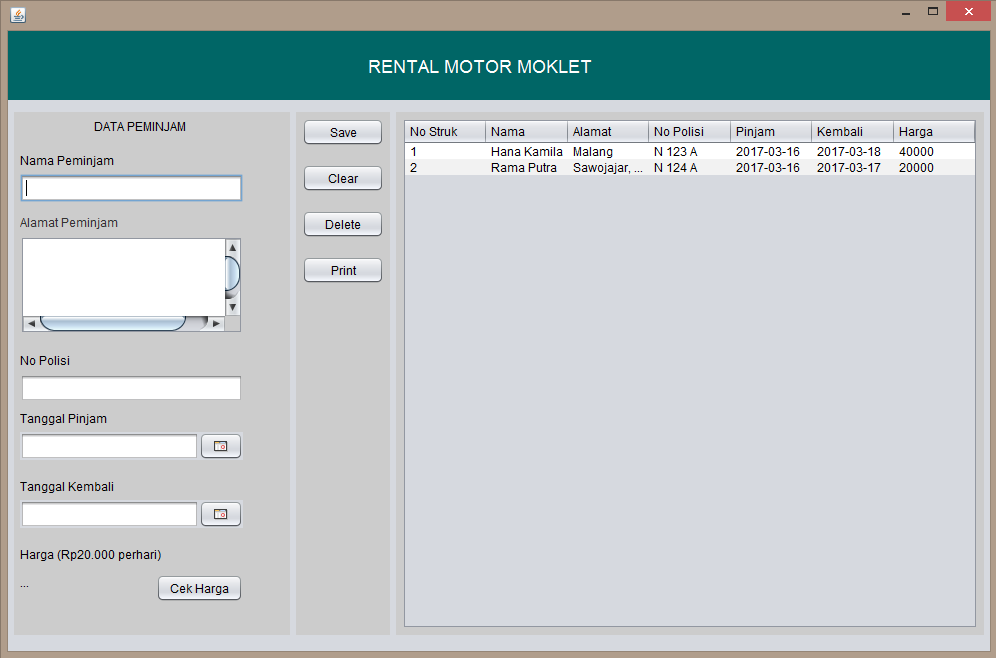 RENTAL MOTOR MOKLET
DATA PEMINJAM
Nama Peminjam
Alamat Peminjam
No Polisi
Tanggal Pinjam
Tanggal Kembali
Harga (Rp20.000 perhari)
...
Cek Harga
Save
Clear
Delete
Print
No Struk Nama Alamat No Polisi Pinjam Kembali Harga
1 Hana Kamila Malang N 123 A 2017-03-16 2017-03-18 40000
2 Rama Putra Sawojajar, ... N 124 A 2017-03-16 2017-03-17 20000